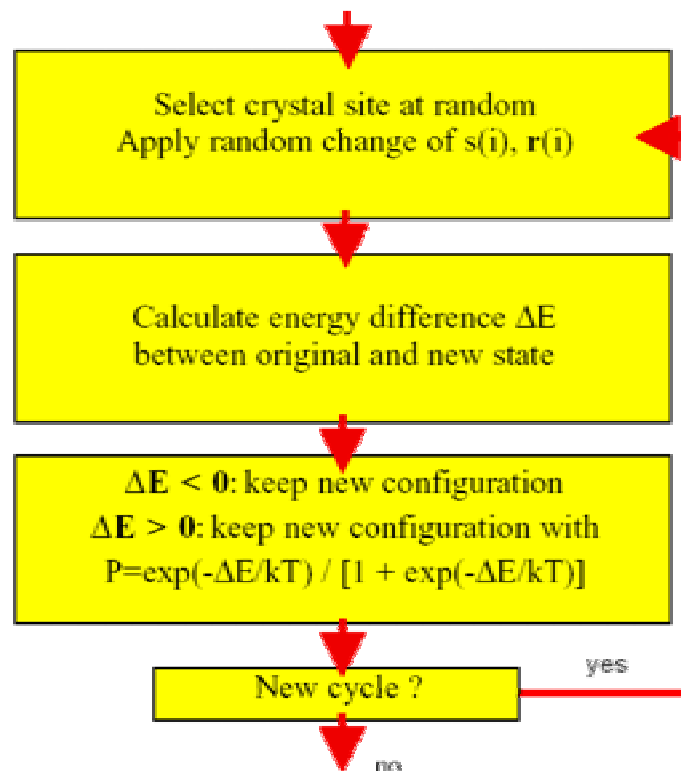 Select crystal site at random
Apply random change of s(i), r(i)
Calculate energy difference ΔE
between original and new state
ΔE < 0: keep new configuration
ΔE > 0: keep new configuration with
P=exp(-ΔE/kT) / [1 + exp(-ΔE/kT)]
New cycle ?
yes
no